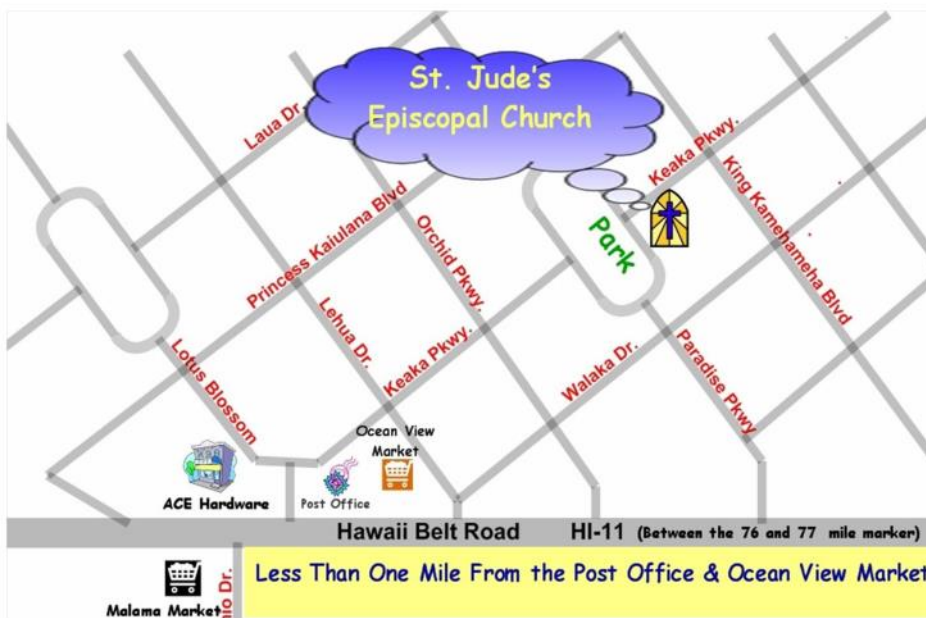 St. Jude's
Episcopal Church
Laua Dr.
Keaka Pkwy.
King Kamehameha Blvd
Princess Kaiulana Blvd
Orchid Pkwy.
Park
Lehua Dr.
Keaka Pkwy.
Walaka Dr.
Paradise Pkwy
Lotus Blossom
Ocean View
Market
ACE Hardware
Post Office
Hawaii Belt Road HI-11 (Between the 76 and 77 mile marker)
Less Than One Mile From the Post Office & Ocean View Market
Dr.
Malama Market